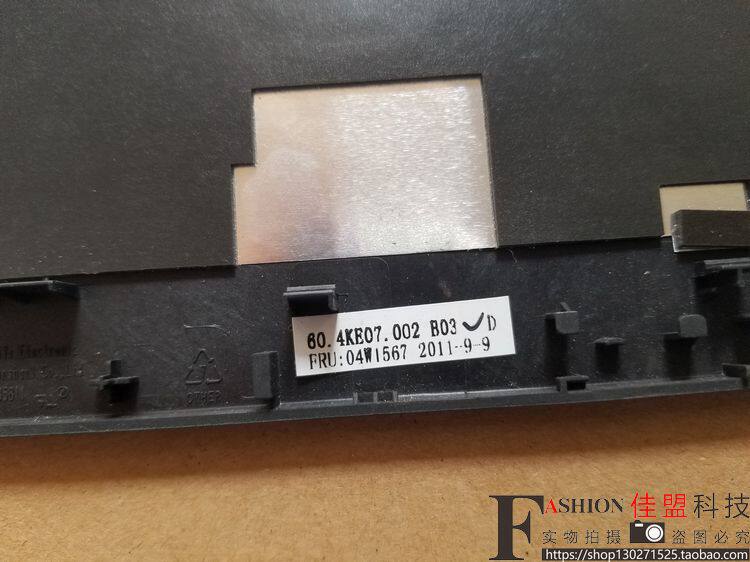 60.4KE07.002 B03 ✓D
FRU:04W1567 2011-9-9
OTHER
FASHION 佳盟科技
实物拍摄 盗图必究
https://shop130271525.taobao.com